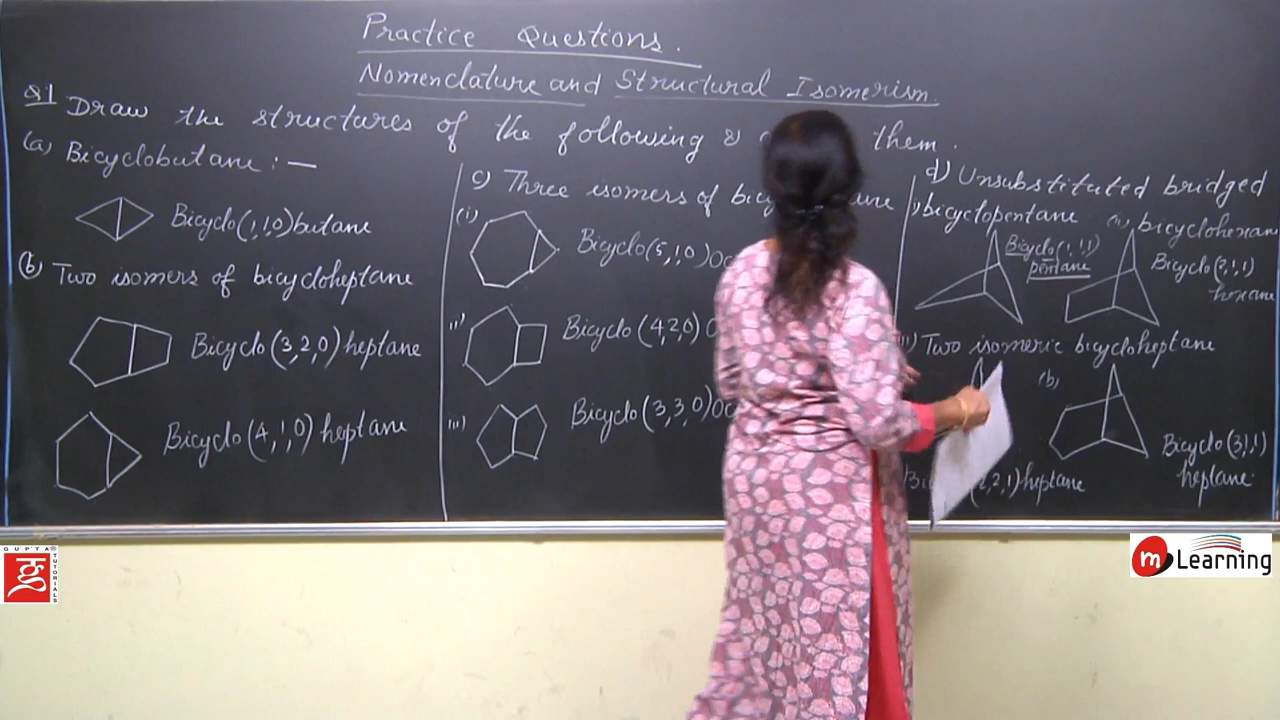 Practice Questions.
Nomenclature and Structural Isomerism.
Q1 Draw the structures of the following & them.
(a) Bicyclobutane :—
Bicyclo(1,1,0)butane
(b) Two isomers of bicycloheptane
Bicyclo(3,2,0)heptane
Bicyclo(4,1,0)heptane
c) Three isomers of
(i)
Bicyclo(5,1,0)
ii)
Bicyclo(4,2,0)
iii)
Bicyclo(3,3,0)
d) Unsubstituted bridged
i) bicyclopentane
Bicyclo(1,1,1)
pentane
(ii) bicyclohexane
Bicyclo(2,1,1)
hexane
Two isomeric bicycloheptane
(b)
2,1)heptane
Bicyclo(3,1,1)
heptane
GUPTA
TUTORIALS
m Learning